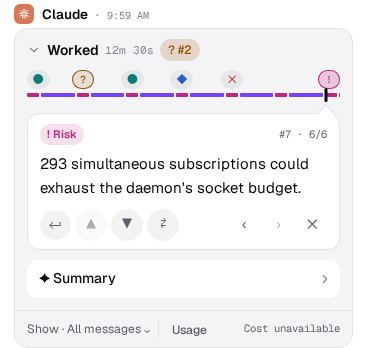 Claude · 9:59 AM
Worked 12m 30s ? #2
?
!
! Risk #7 · 6/6
293 simultaneous subscriptions could
exhaust the daemon's socket budget.
Summary
Show · All messages Usage Cost unavailable